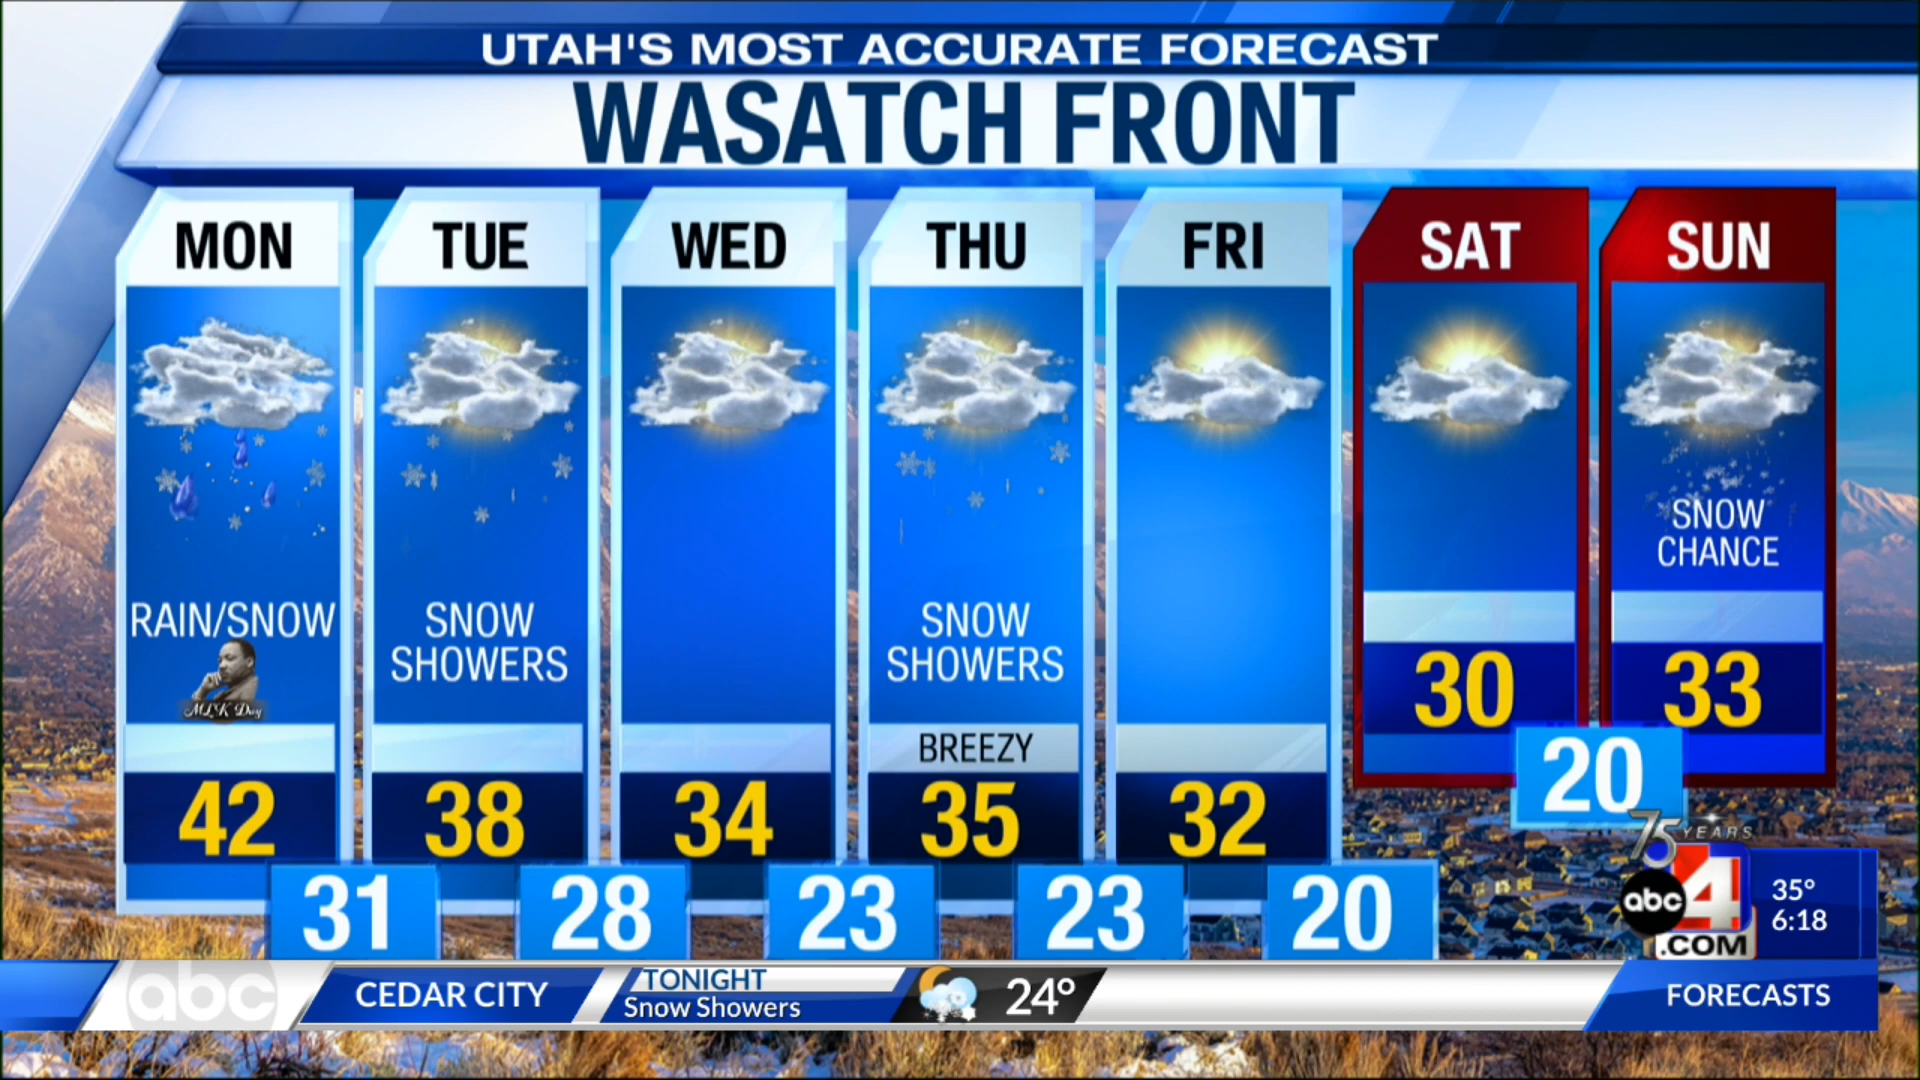 UTAH'S MOST ACCURATE FORECAST
WASATCH FRONT
MON
TUE
WED
THU
FRI
SAT
SUN
RAIN/SNOW
MLK Day
SNOW
SHOWERS
SNOW
SHOWERS
SNOW
CHANCE
BREEZY
42
38
34
35
32
30
33
31
28
23
23
20
20
75 YEARS
abc 4
.COM
35°
6:18
abc
CEDAR CITY
TONIGHT
Snow Showers
24°
FORECASTS